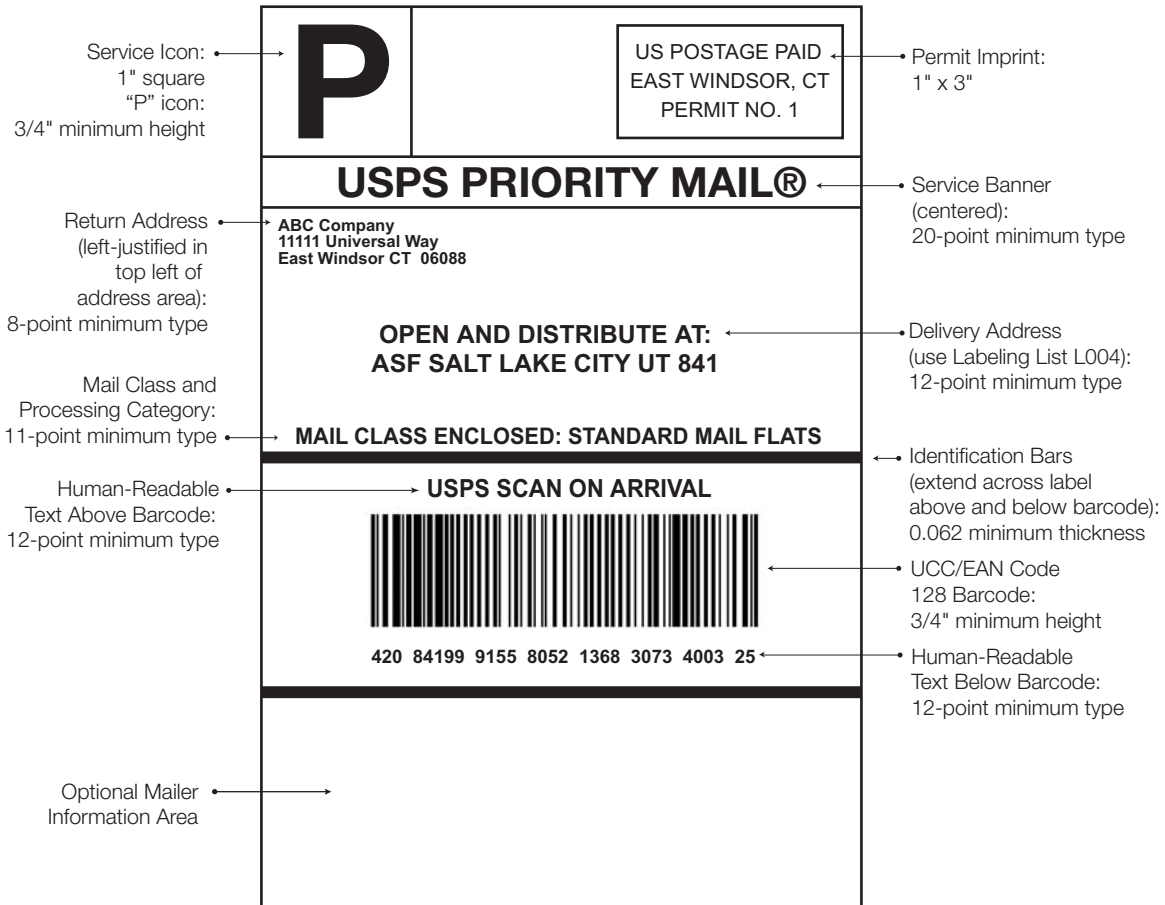 Service Icon:
1" square
“P” icon:
3/4" minimum height
P
US POSTAGE PAID
EAST WINDSOR, CT
PERMIT NO. 1
Permit Imprint:
1" x 3"
USPS PRIORITY MAIL®
Service Banner
(centered):
20-point minimum type
Return Address
(left-justified in
top left of
address area):
8-point minimum type
ABC Company
11111 Universal Way
East Windsor CT 06088
OPEN AND DISTRIBUTE AT:
ASF SALT LAKE CITY UT 841
Delivery Address
(use Labeling List L004):
12-point minimum type
Mail Class and
Processing Category:
11-point minimum type
MAIL CLASS ENCLOSED: STANDARD MAIL FLATS
Identification Bars
(extend across label
above and below barcode):
0.062 minimum thickness
Human-Readable
Text Above Barcode:
12-point minimum type
USPS SCAN ON ARRIVAL
UCC/EAN Code
128 Barcode:
3/4" minimum height
420 84199 9155 8052 1368 3073 4003 25
Human-Readable
Text Below Barcode:
12-point minimum type
Optional Mailer
Information Area